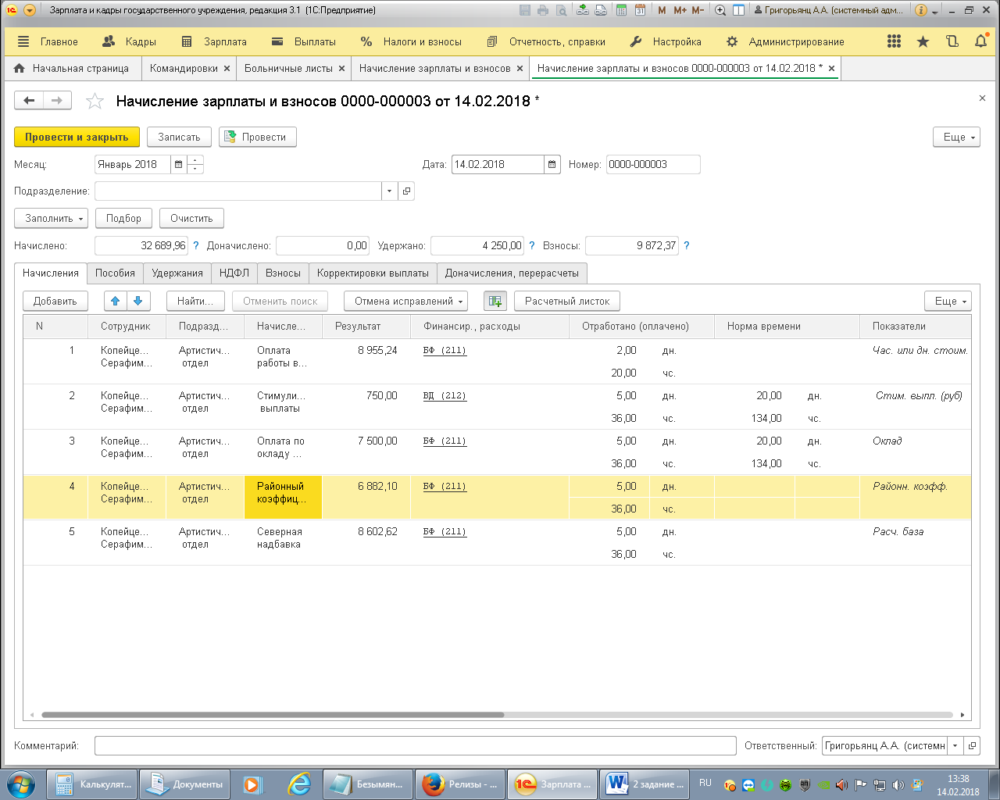 Зарплата и кадры государственного учреждения, редакция 3.1 (1С:Предприятие)
М М+ М- Григорьянц А.А. (системный адм...
Главное Кадры Зарплата Выплаты Налоги и взносы Отчетность, справки Настройка Администрирование
Начальная страница Командировки × Больничные листы × Начисление зарплаты и взносов × Начисление зарплаты и взносов 0000-000003 от 14.02.2018 * ×
Начисление зарплаты и взносов 0000-000003 от 14.02.2018 *
Провести и закрыть Записать Провести Еще
Месяц: Январь 2018 Дата: 14.02.2018 Номер: 0000-000003
Подразделение:
Заполнить Подбор Очистить
Начислено: 32 689,96 ? Доначислено: 0,00 Удержано: 4 250,00 ? Взносы: 9 872,37 ?
Начисления Пособия Удержания НДФЛ Взносы Корректировки выплаты Доначисления, перерасчеты
Добавить Найти... Отменить поиск Отмена исправлений Расчетный листок Еще
N Сотрудник Подразд... Начисле... Результат Финансир., расходы Отработано (оплачено) Норма времени Показатели
1 Копейце... Артистич... Оплата 8 955,24 БФ (211) 2,00 дн. Час. или дн. стоим.
Серафим... отдел работы в...
20,00 чс.
2 Копейце... Артистич... Стимули... 750,00 ВД (212) 5,00 дн. 20,00 дн. Стим. выпл. (руб)
Серафим... отдел выплаты
36,00 чс. 134,00 чс.
3 Копейце... Артистич... Оплата по 7 500,00 БФ (211) 5,00 дн. 20,00 дн. Оклад
Серафим... отдел окладу ...
36,00 чс. 134,00 чс.
4 Копейце... Артистич... Районный 6 882,10 БФ (211) 5,00 дн. Районн. коэфф.
Серафим... отдел коэффиц...
36,00 чс.
5 Копейце... Артистич... Северная 8 602,62 БФ (211) 5,00 дн. Расч. база
Серафим... отдел надбавка
36,00 чс.
Комментарий: Ответственный: Григорьянц А.А. (системн
Калькулят... Документы Безымян... Релизы - ... Зарплата ... 2 задание ... RU 13:38
14.02.2018